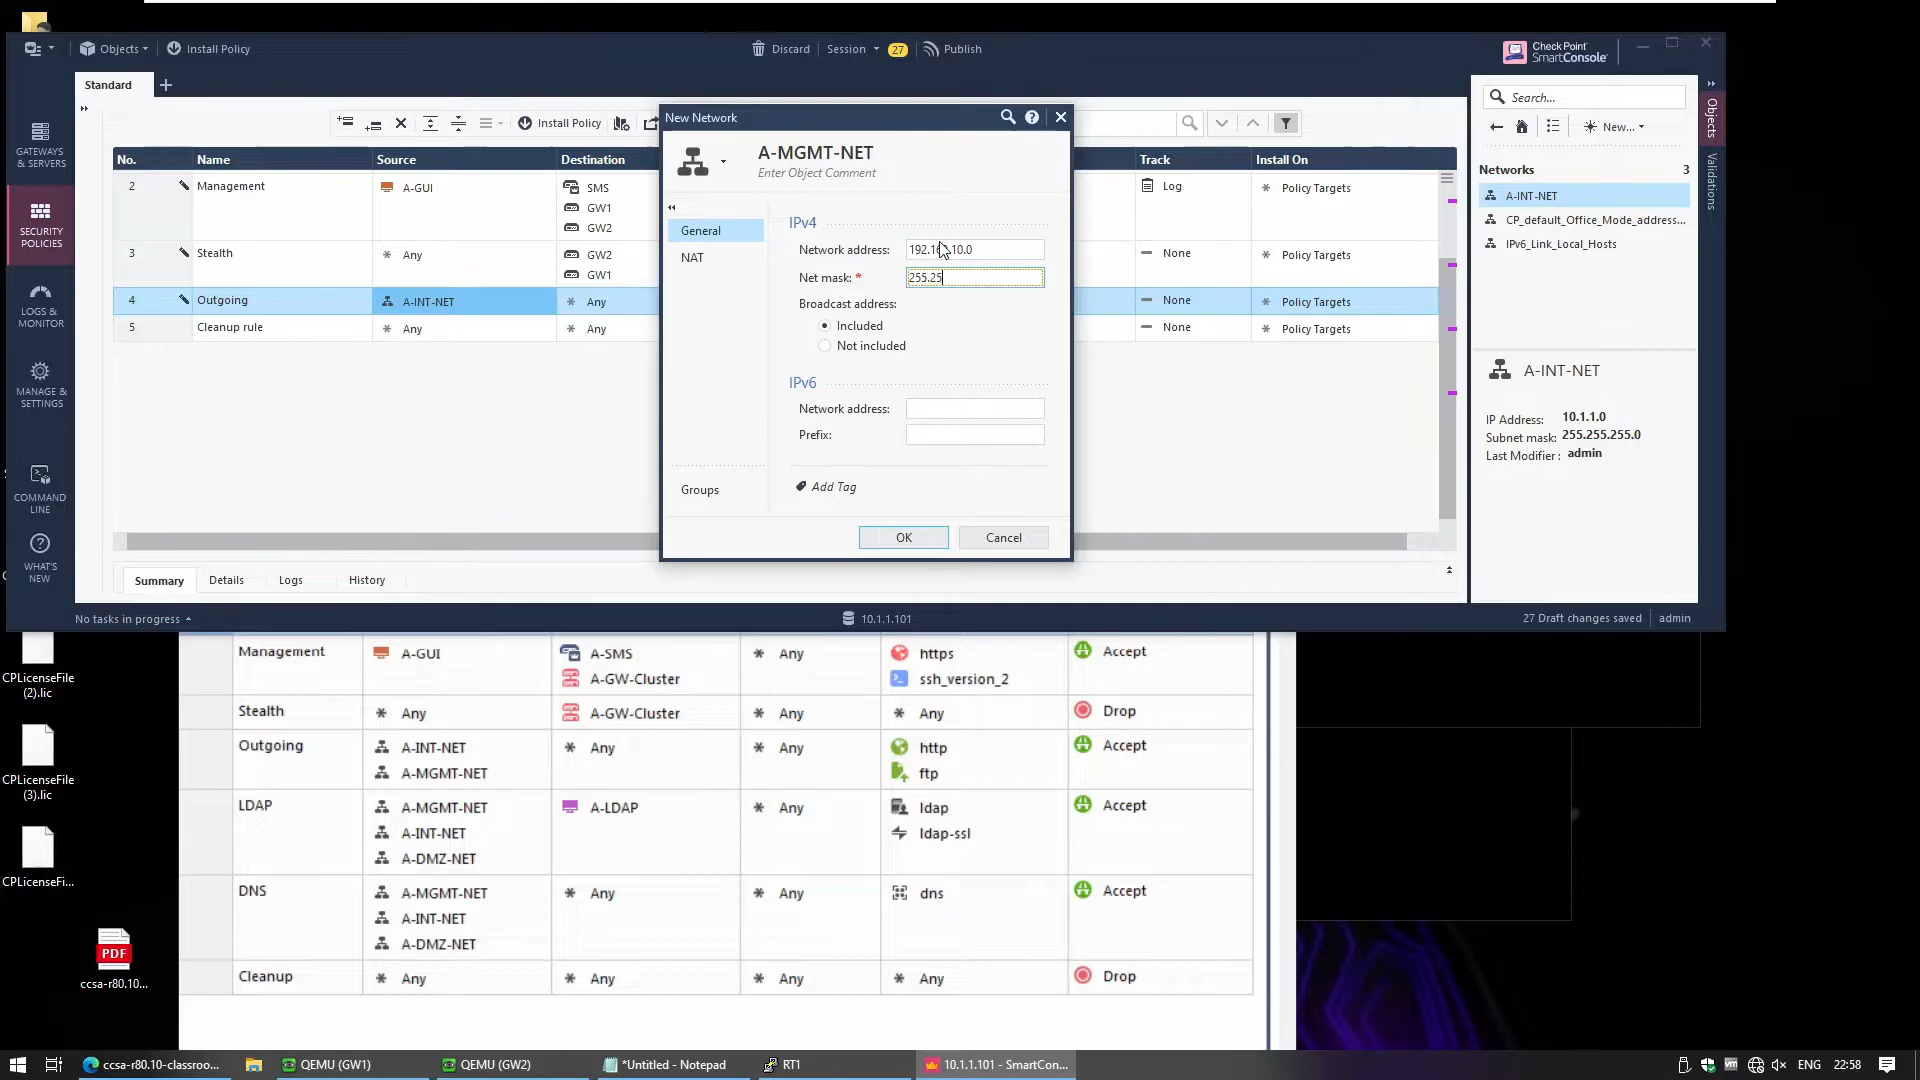 Objects
Install Policy
Discard
Session
27
Publish
Check Point
SmartConsole
Standard
Install Policy
No.
Name
Source
Destination
Track
Install On
2
Management
A-GUI
SMS
GW1
GW2
Log
Policy Targets
3
Stealth
Any
GW2
GW1
None
Policy Targets
4
Outgoing
A-INT-NET
Any
None
Policy Targets
5
Cleanup rule
Any
Any
None
Policy Targets
GATEWAYS
& SERVERS
SECURITY
POLICIES
LOGS &
MONITOR
MANAGE &
SETTINGS
COMMAND
LINE
WHAT'S
NEW
New Network
A-MGMT-NET
Enter Object Comment
General
NAT
Groups
IPv4
Network address:
Net mask: *
255.25
Broadcast address:
Included
Not included
IPv6
Network address:
Prefix:
Add Tag
OK
Cancel
Search...
New...
Networks
3
A-INT-NET
CP_default_Office_Mode_address...
IPv6_Link_Local_Hosts
A-INT-NET
IP Address: 10.1.1.0
Subnet mask: 255.255.255.0
Last Modifier : admin
Objects
Validations
Summary
Details
Logs
History
No tasks in progress
10.1.1.101
27 Draft changes saved
admin
Management
A-GUI
A-SMS
A-GW-Cluster
Any
https
ssh_version_2
Accept
Stealth
Any
A-GW-Cluster
Any
Any
Drop
Outgoing
A-INT-NET
A-MGMT-NET
Any
Any
http
ftp
Accept
LDAP
A-MGMT-NET
A-INT-NET
A-DMZ-NET
A-LDAP
Any
ldap
ldap-ssl
Accept
DNS
A-MGMT-NET
A-INT-NET
A-DMZ-NET
Any
Any
dns
Accept
Cleanup
Any
Any
Any
Any
Drop
CPLicenseFile
(2).lic
CPLicenseFile
(3).lic
CPLicenseFi...
PDF
ccsa-r80.10...
ccsa-r80.10-classroo...
QEMU (GW1)
QEMU (GW2)
*Untitled - Notepad
RT1
10.1.1.101 - SmartCon...
ENG
22:58